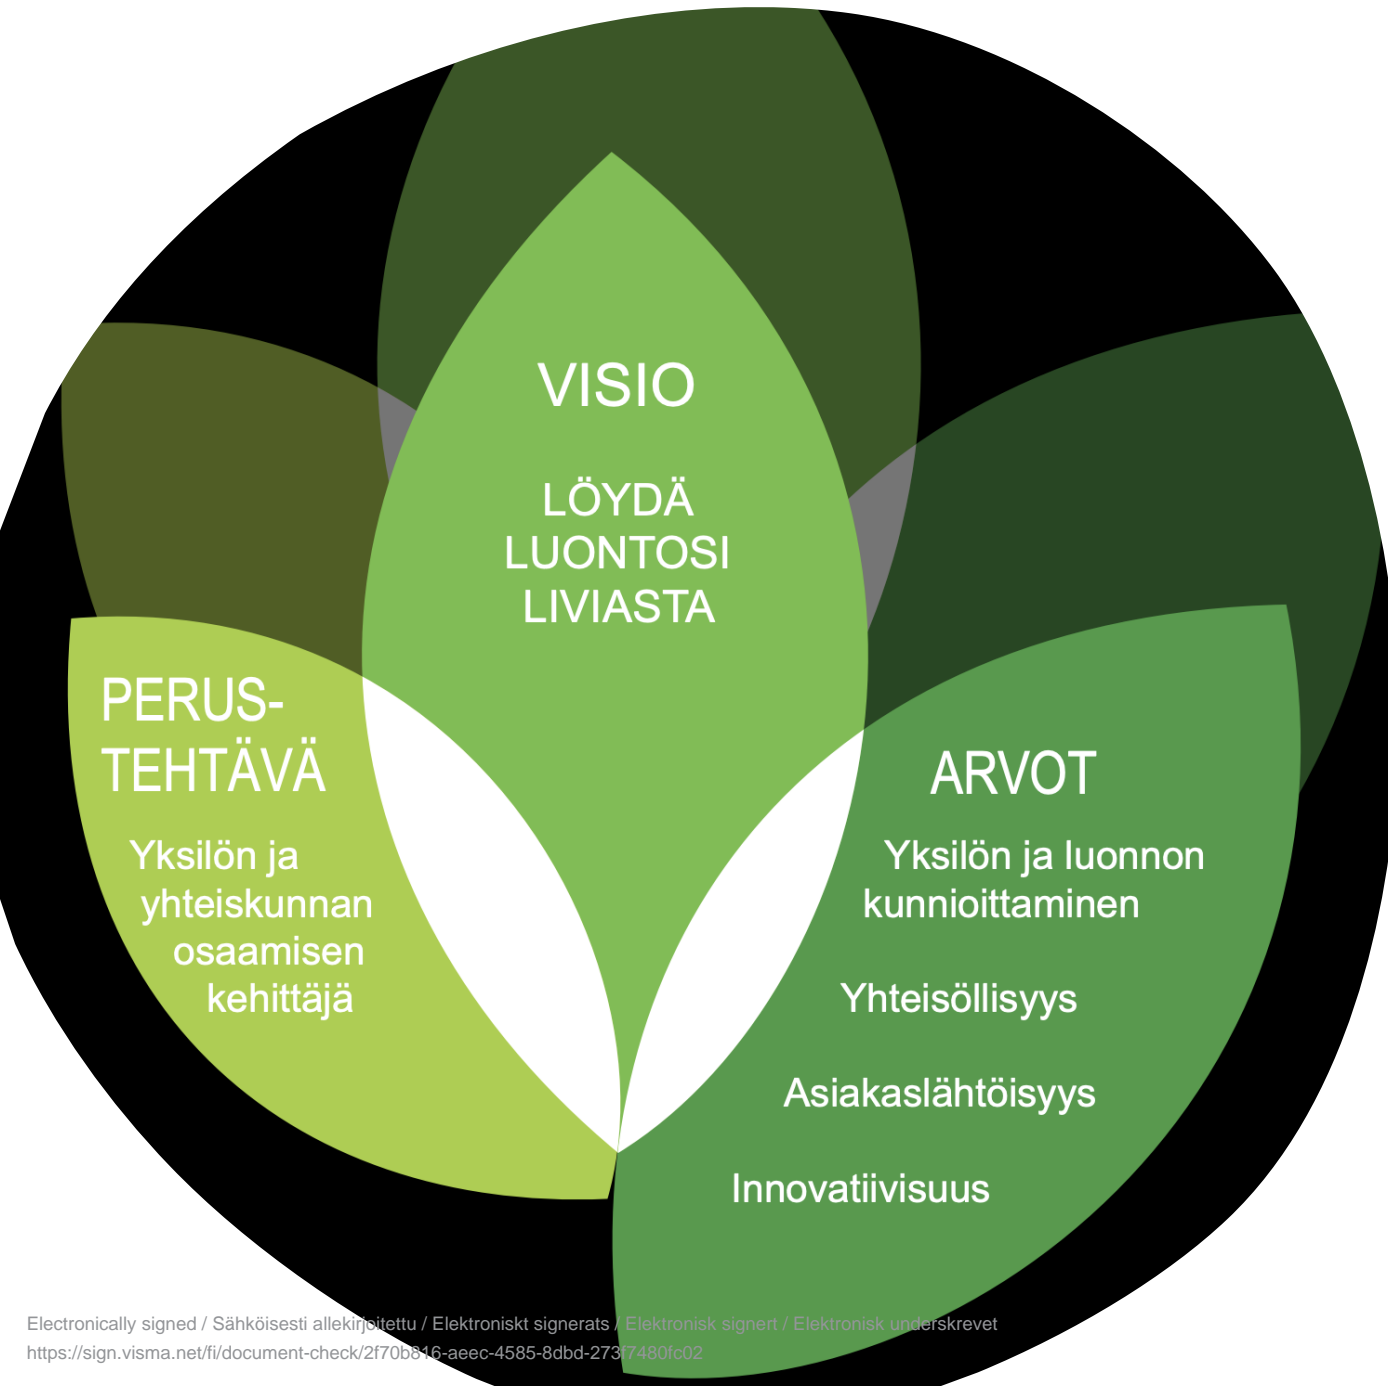 VISIO
LÖYDÄ
LUONTOSI
LIVIASTA
PERUS-
TEHTÄVÄ
Yksilön ja
yhteiskunnan
osaamisen
kehittäjä
ARVOT
Yksilön ja luonnon
kunnioittaminen
Yhteisöllisyys
Asiakaslähtöisyys
Innovatiivisuus
Electronically signed / Sähköisesti allekirjoitettu / Elektroniskt signerats / Elektronisk signert / Elektronisk underskrevet
https://sign.visma.net/fi/document-check/2f70b816-aeec-4585-8dbd-273f7480fc02